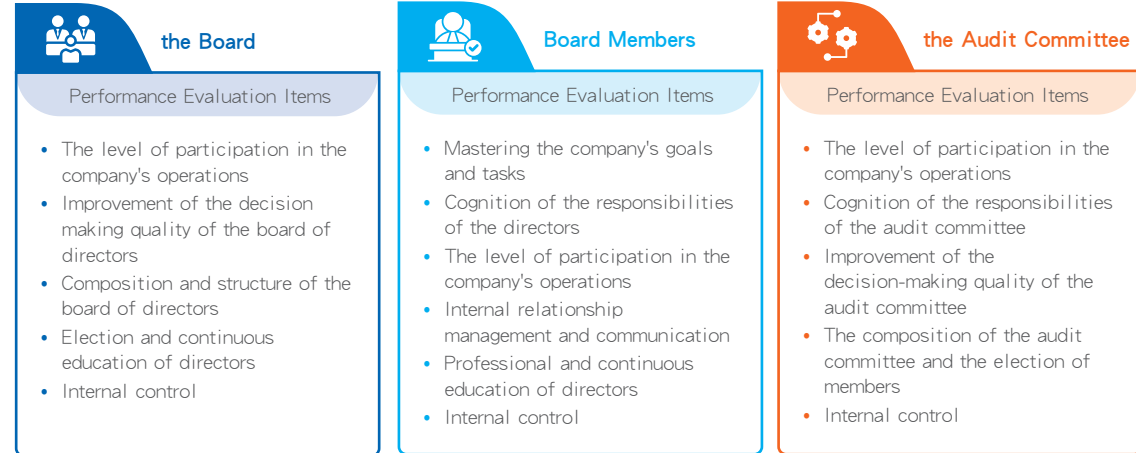 the Board
Performance Evaluation Items
• The level of participation in the
company's operations
• Improvement of the decision
making quality of the board of
directors
• Composition and structure of the
board of directors
• Election and continuous
education of directors
• Internal control
Board Members
Performance Evaluation Items
• Mastering the company's goals
and tasks
• Cognition of the responsibilities
of the directors
• The level of participation in the
company's operations
• Internal relationship
management and communication
• Professional and continuous
education of directors
• Internal control
the Audit Committee
Performance Evaluation Items
• The level of participation in the
company's operations
• Cognition of the responsibilities
of the audit committee
• Improvement of the
decision-making quality of the
audit committee
• The composition of the audit
committee and the election of
members
• Internal control